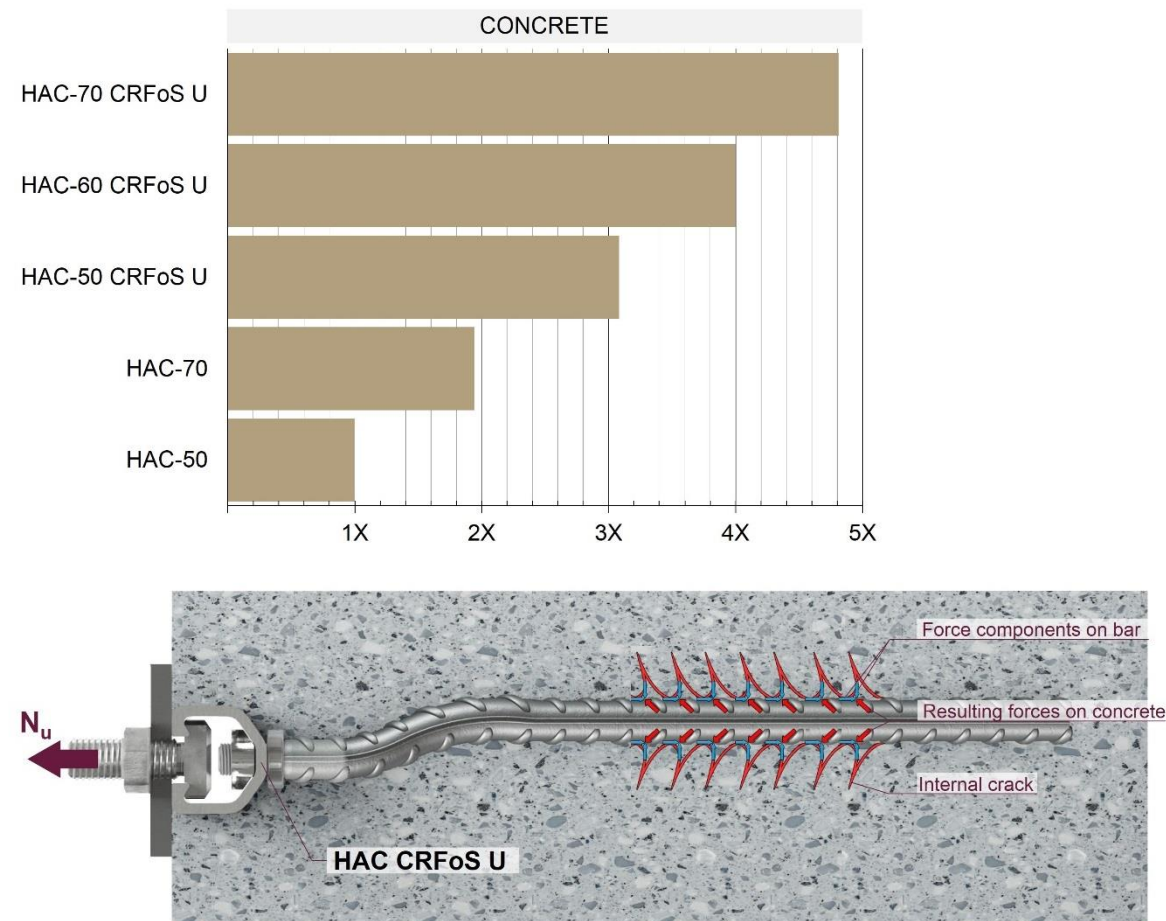 CONCRETE
HAC-70 CRFoS U
HAC-60 CRFoS U
HAC-50 CRFoS U
HAC-70
HAC-50
1X 2X 3X 4X 5X
Force components on bar
Nu
Resulting forces on concrete
Internal crack
HAC CRFoS U